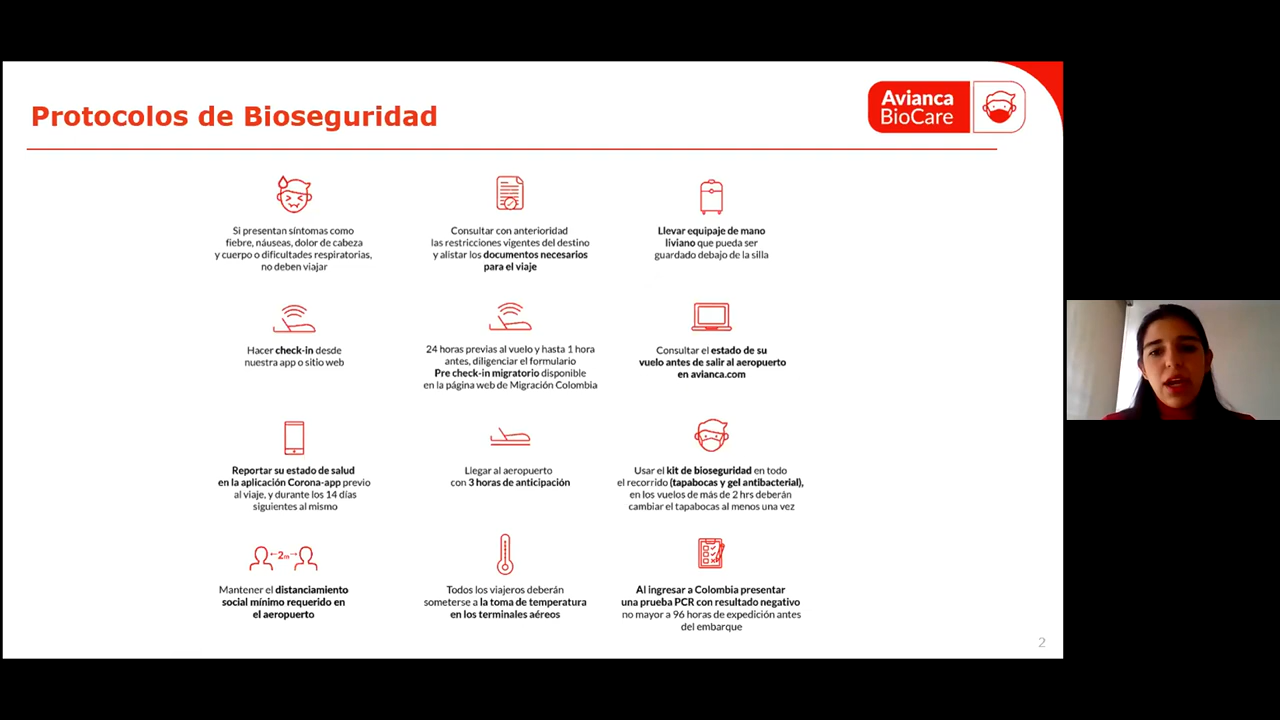 Protocolos de Bioseguridad
Avianca
BioCare
Si presentan síntomas como
fiebre, náuseas, dolor de cabeza
y cuerpo o dificultades respiratorias,
no deben viajar
Consultar con anterioridad
las restricciones vigentes del destino
y alistar los documentos necesarios
para el viaje
Llevar equipaje de mano
liviano que pueda ser
guardado debajo de la silla
Hacer check-in desde
nuestra app o sitio web
24 horas previas al vuelo y hasta 1 hora
antes, diligenciar el formulario
Pre check-in migratorio disponible
en la página web de Migración Colombia
Consultar el estado de su
vuelo antes de salir al aeropuerto
en avianca.com
Reportar su estado de salud
en la aplicación Corona-app previo
al viaje, y durante los 14 días
siguientes al mismo
Llegar al aeropuerto
con 3 horas de anticipación
Usar el kit de bioseguridad en todo
el recorrido (tapabocas y gel antibacterial),
en los vuelos de más de 2 hrs deberán
cambiar el tapabocas al menos una vez
2m
Mantener el distanciamiento
social mínimo requerido en
el aeropuerto
Todos los viajeros deberán
someterse a la toma de temperatura
en los terminales aéreos
Al ingresar a Colombia presentar
una prueba PCR con resultado negativo
no mayor a 96 horas de expedición antes
del embarque
2